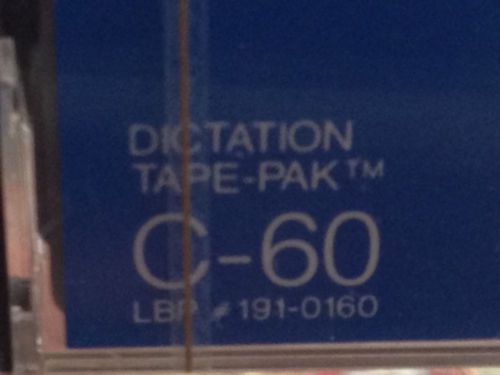 DICTATION
TAPE-PAK™
C-60
LBP # 191-0160